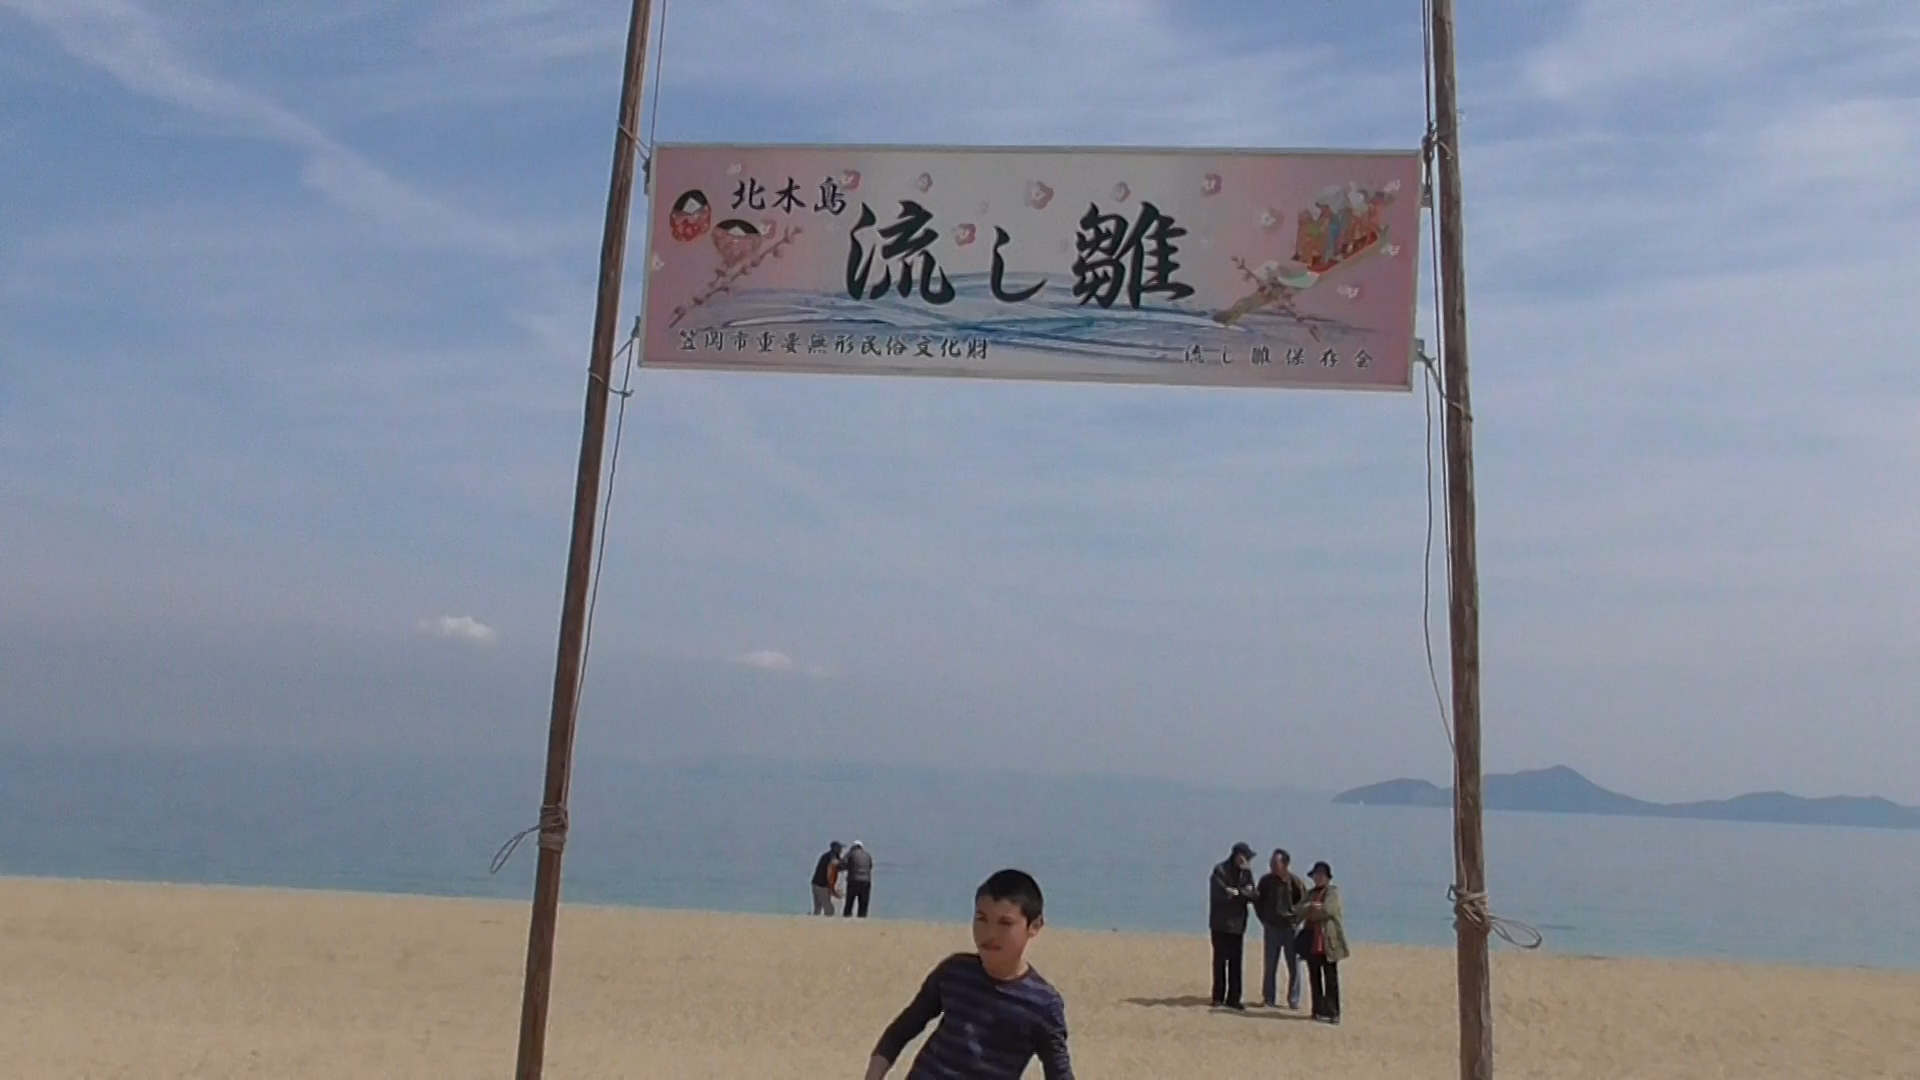 北木島
流し雛
笠岡市重要無形民俗文化財
流し雛保存会